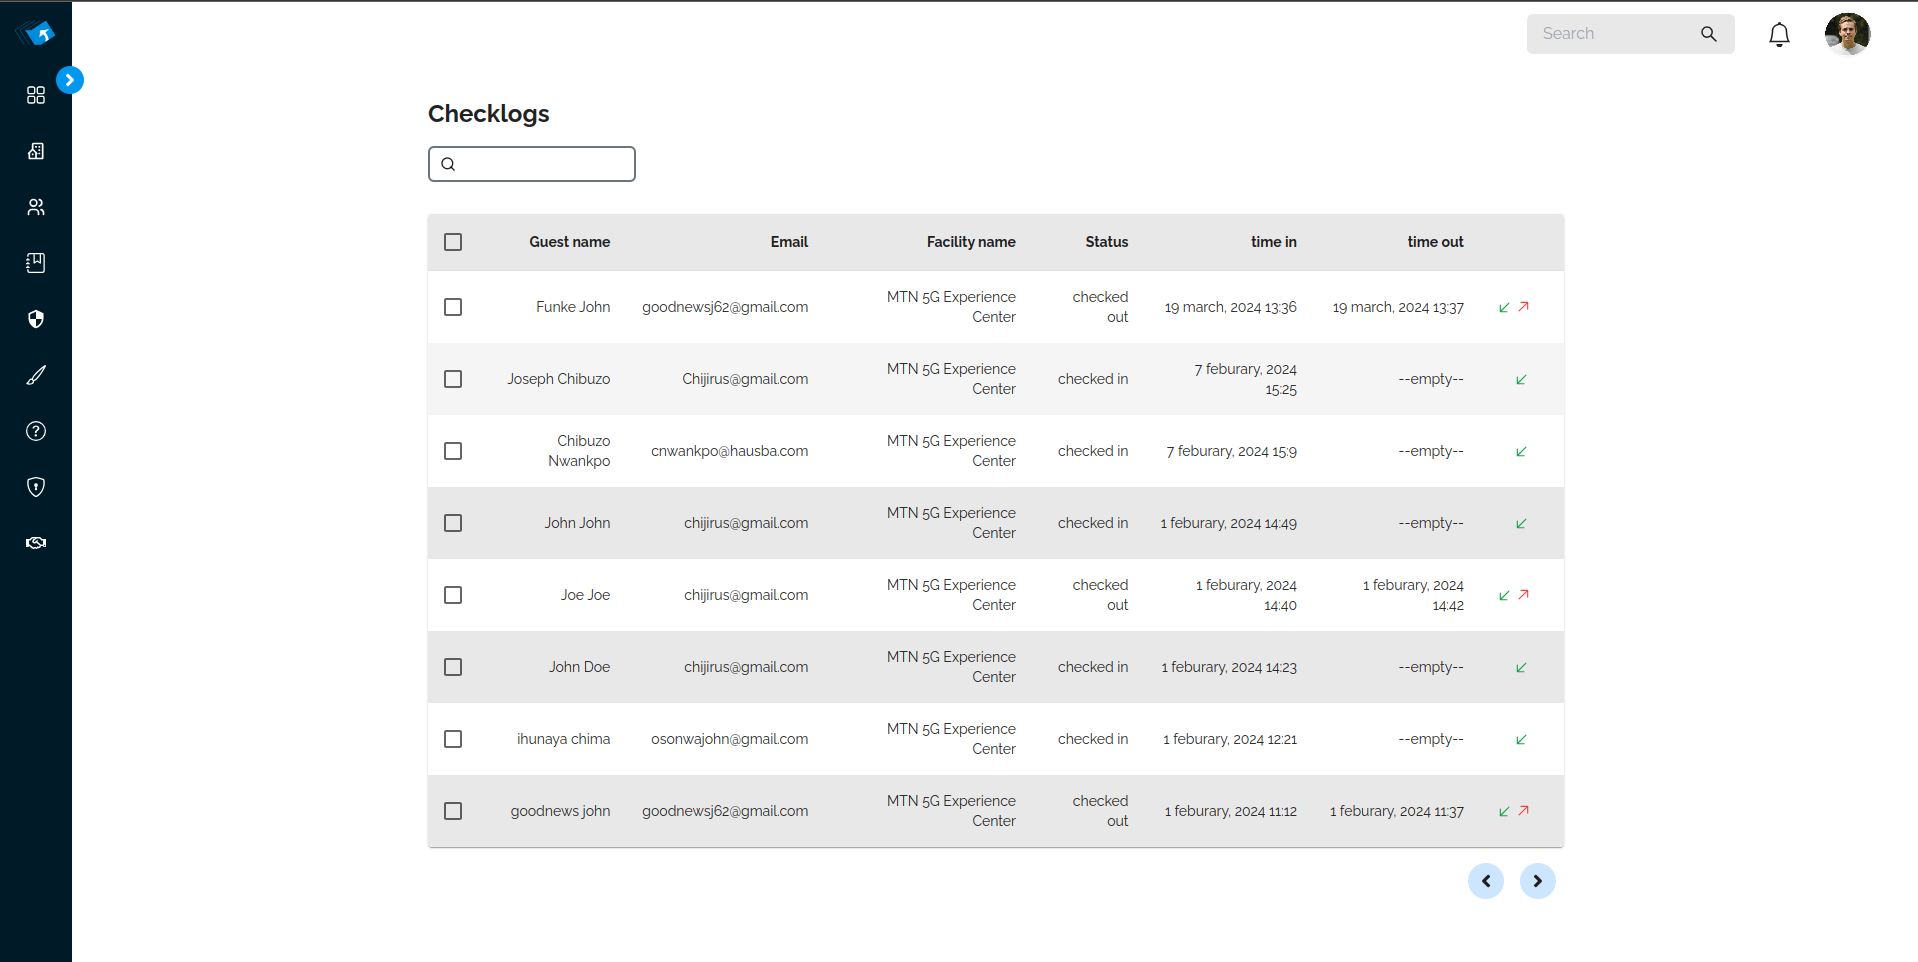 Search
Checklogs
Guest name Email Facility name Status time in time out
Funke John goodnewsj62@gmail.com MTN 5G Experience Center checked out 19 march, 2024 13:36 19 march, 2024 13:37
Joseph Chibuzo Chijirus@gmail.com MTN 5G Experience Center checked in 7 feburary, 2024 15:25 --empty--
Chibuzo Nwankpo cnwankpo@hausba.com MTN 5G Experience Center checked in 7 feburary, 2024 15:9 --empty--
John John chijirus@gmail.com MTN 5G Experience Center checked in 1 feburary, 2024 14:49 --empty--
Joe Joe chijirus@gmail.com MTN 5G Experience Center checked out 1 feburary, 2024 14:40 1 feburary, 2024 14:42
John Doe chijirus@gmail.com MTN 5G Experience Center checked in 1 feburary, 2024 14:23 --empty--
ihunaya chima osonwajohn@gmail.com MTN 5G Experience Center checked in 1 feburary, 2024 12:21 --empty--
goodnews john goodnewsj62@gmail.com MTN 5G Experience Center checked out 1 feburary, 2024 11:12 1 feburary, 2024 11:37